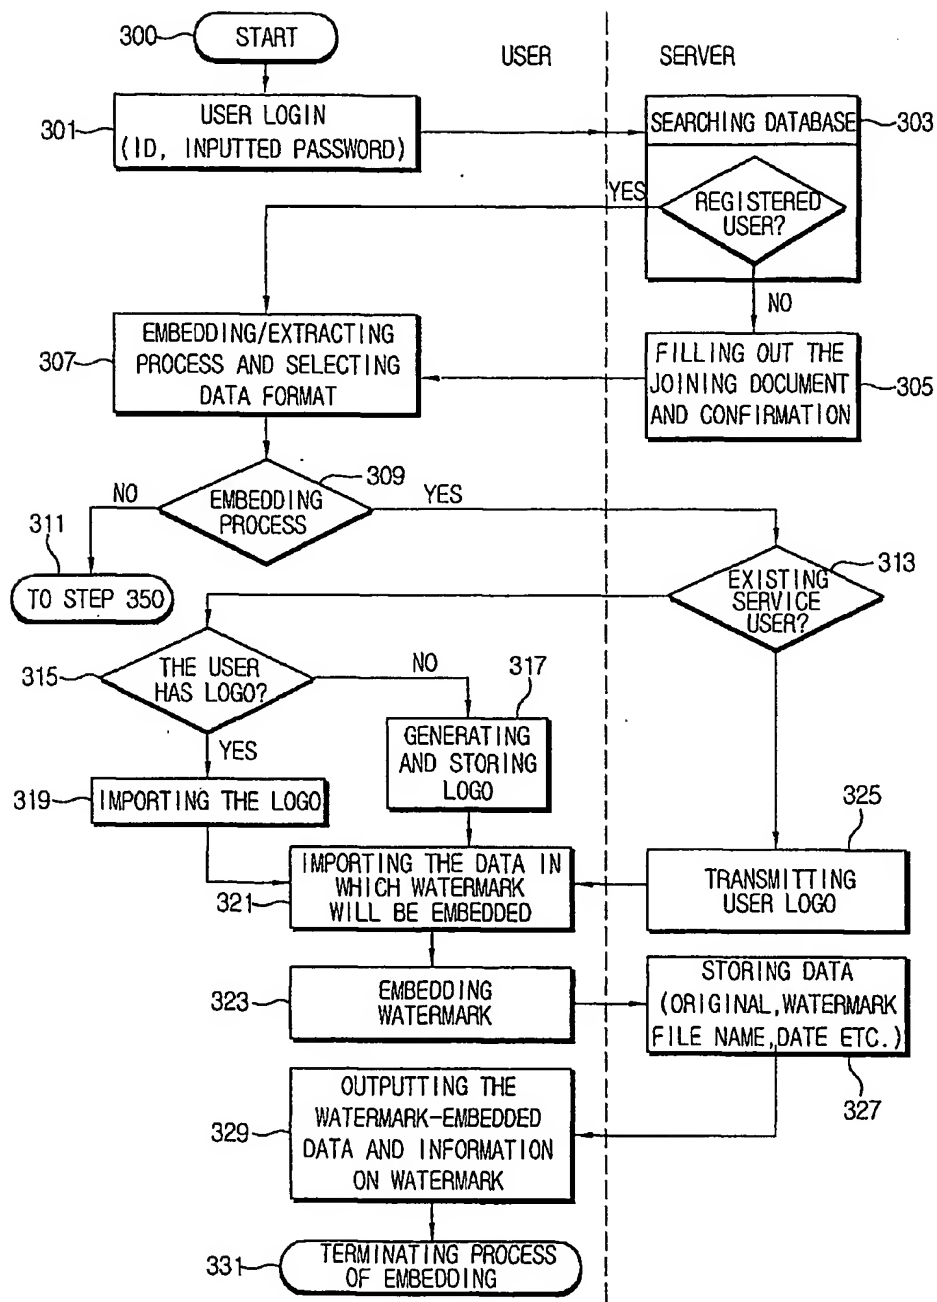 300
START
USER
SERVER
301
USER LOGIN
(ID, INPUTTED PASSWORD)
SEARCHING DATABASE
303
YES
REGISTERED
USER?
NO
307
EMBEDDING/EXTRACTING
PROCESS AND SELECTING
DATA FORMAT
FILLING OUT THE
JOINING DOCUMENT
AND CONFIRMATION
305
309
NO
EMBEDDING
PROCESS
YES
311
TO STEP 350
313
EXISTING
SERVICE
USER?
315
THE USER
HAS LOGO?
NO
317
YES
GENERATING
AND STORING
LOGO
319
IMPORTING THE LOGO
325
321
IMPORTING THE DATA IN
WHICH WATERMARK
WILL BE EMBEDDED
TRANSMITTING
USER LOGO
323
EMBEDDING
WATERMARK
STORING DATA
(ORIGINAL,WATERMARK
FILE NAME,DATE ETC.)
327
329
OUTPUTTING THE
WATERMARK-EMBEDDED
DATA AND INFORMATION
ON WATERMARK
331
TERMINATING PROCESS
OF EMBEDDING